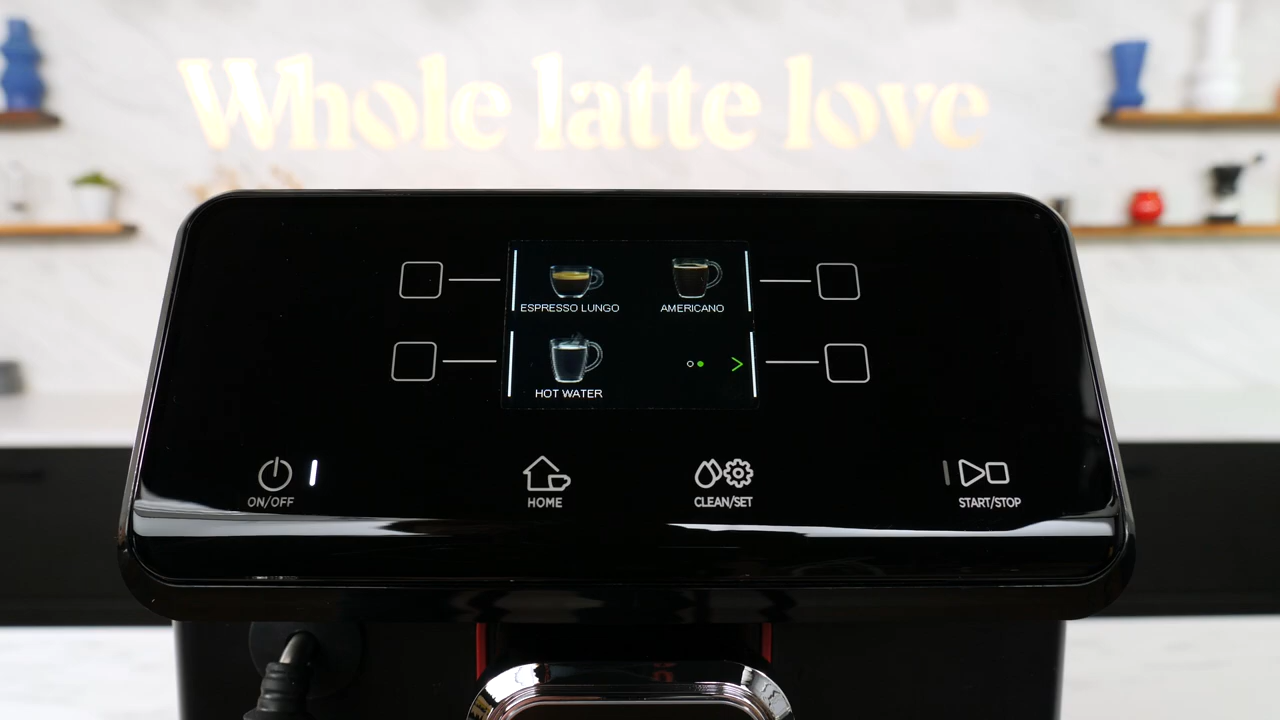 Whole latte love
ESPRESSO LUNGO
AMERICANO
HOT WATER
ON/OFF
HOME
CLEAN/SET
START/STOP